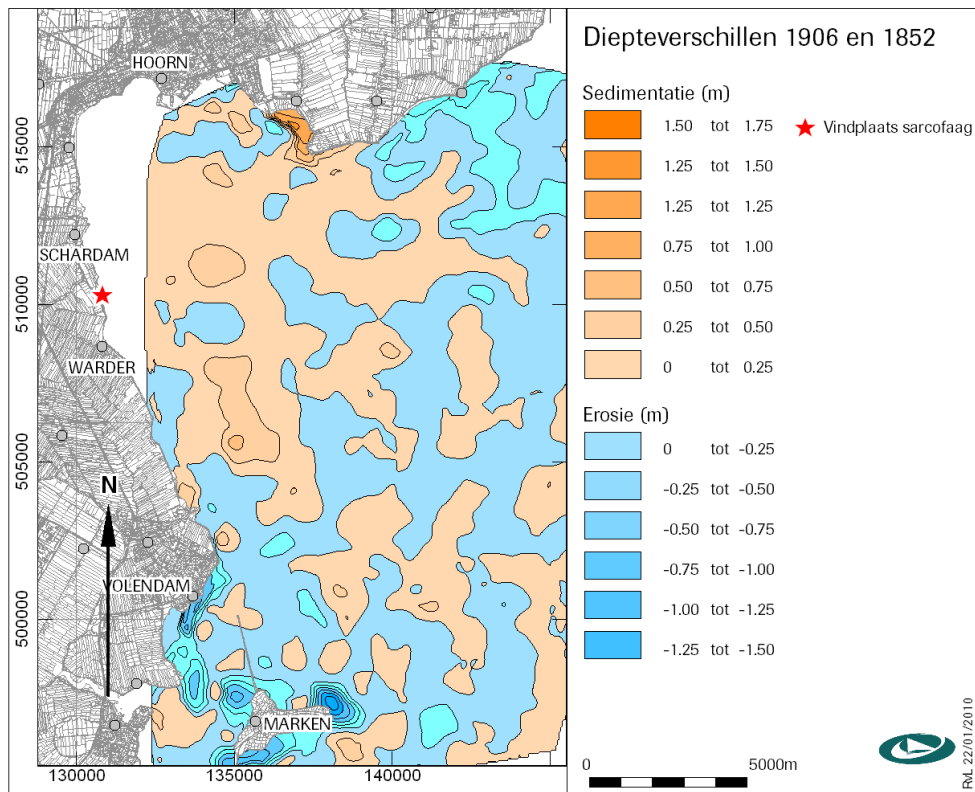 Diepteverschillen 1906 en 1852
Sedimentatie (m)
1.50 tot 1.75
Vindplaats sarcofaag
1.25 tot 1.50
1.25 tot 1.25
0.75 tot 1.00
0.50 tot 0.75
0.25 tot 0.50
0 tot 0.25
Erosie (m)
0 tot -0.25
-0.25 tot -0.50
-0.50 tot -0.75
-0.75 tot -1.00
-1.00 tot -1.25
-1.25 tot -1.50
HOORN
SCHARDAM
WARDER
N
VOLENDAM
MARKEN
515000
510000
505000
500000
130000 135000 140000
0 5000m
RvL 22/01/2010